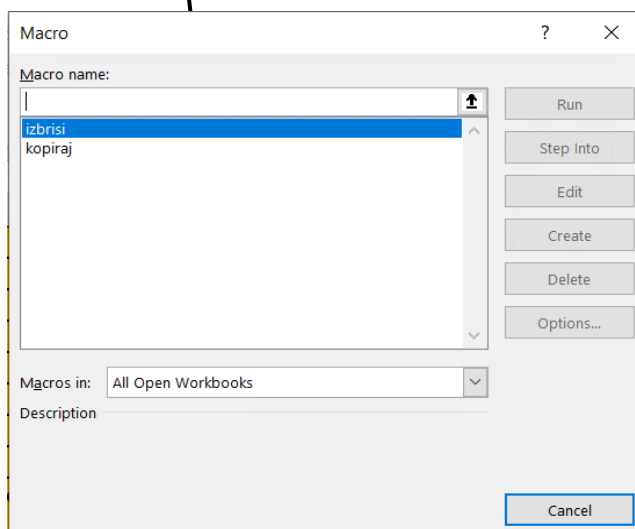 Macro
Macro name:
izbrisi
kopiraj
Run
Step Into
Edit
Create
Delete
Options...
Macros in: All Open Workbooks
Description
Cancel